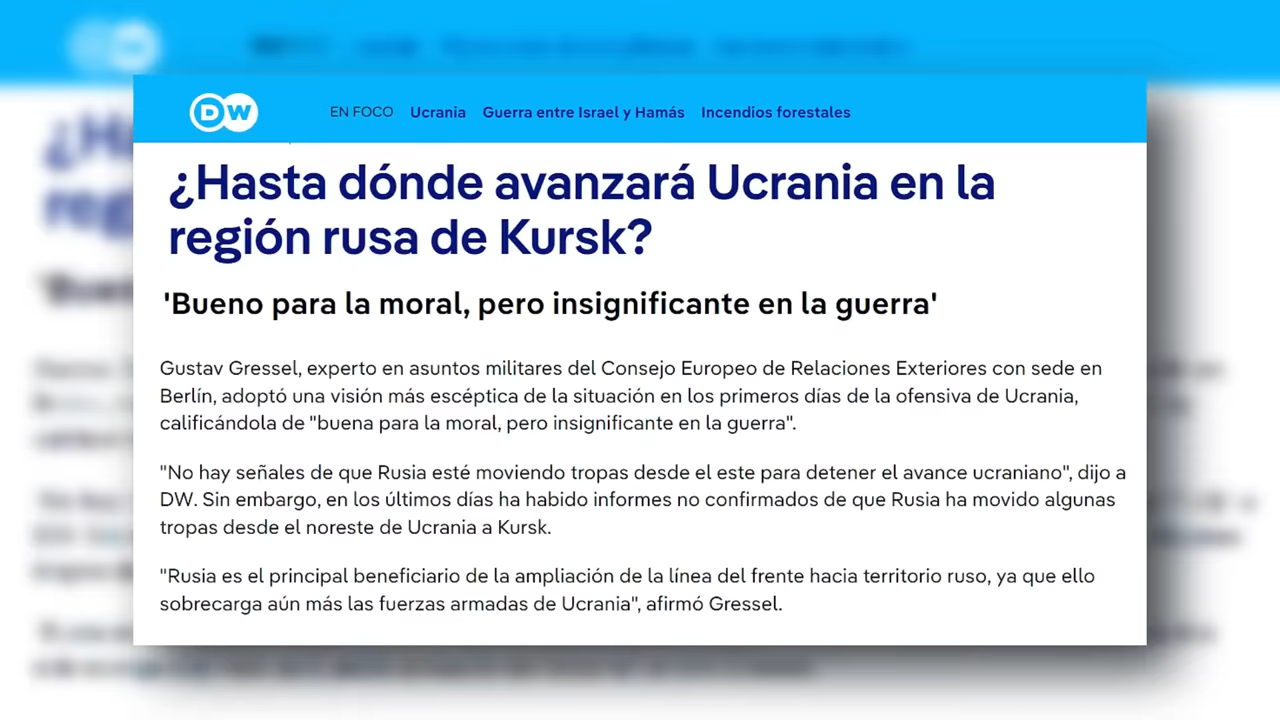 DW
EN FOCO Ucrania Guerra entre Israel y Hamás Incendios forestales
¿Hasta dónde avanzará Ucrania en la
región rusa de Kursk?
'Bueno para la moral, pero insignificante en la guerra'
Gustav Gressel, experto en asuntos militares del Consejo Europeo de Relaciones Exteriores con sede en
Berlín, adoptó una visión más escéptica de la situación en los primeros días de la ofensiva de Ucrania,
calificándola de "buena para la moral, pero insignificante en la guerra".
"No hay señales de que Rusia esté moviendo tropas desde el este para detener el avance ucraniano", dijo a
DW. Sin embargo, en los últimos días ha habido informes no confirmados de que Rusia ha movido algunas
tropas desde el noreste de Ucrania a Kursk.
"Rusia es el principal beneficiario de la ampliación de la línea del frente hacia territorio ruso, ya que ello
sobrecarga aún más las fuerzas armadas de Ucrania", afirmó Gressel.